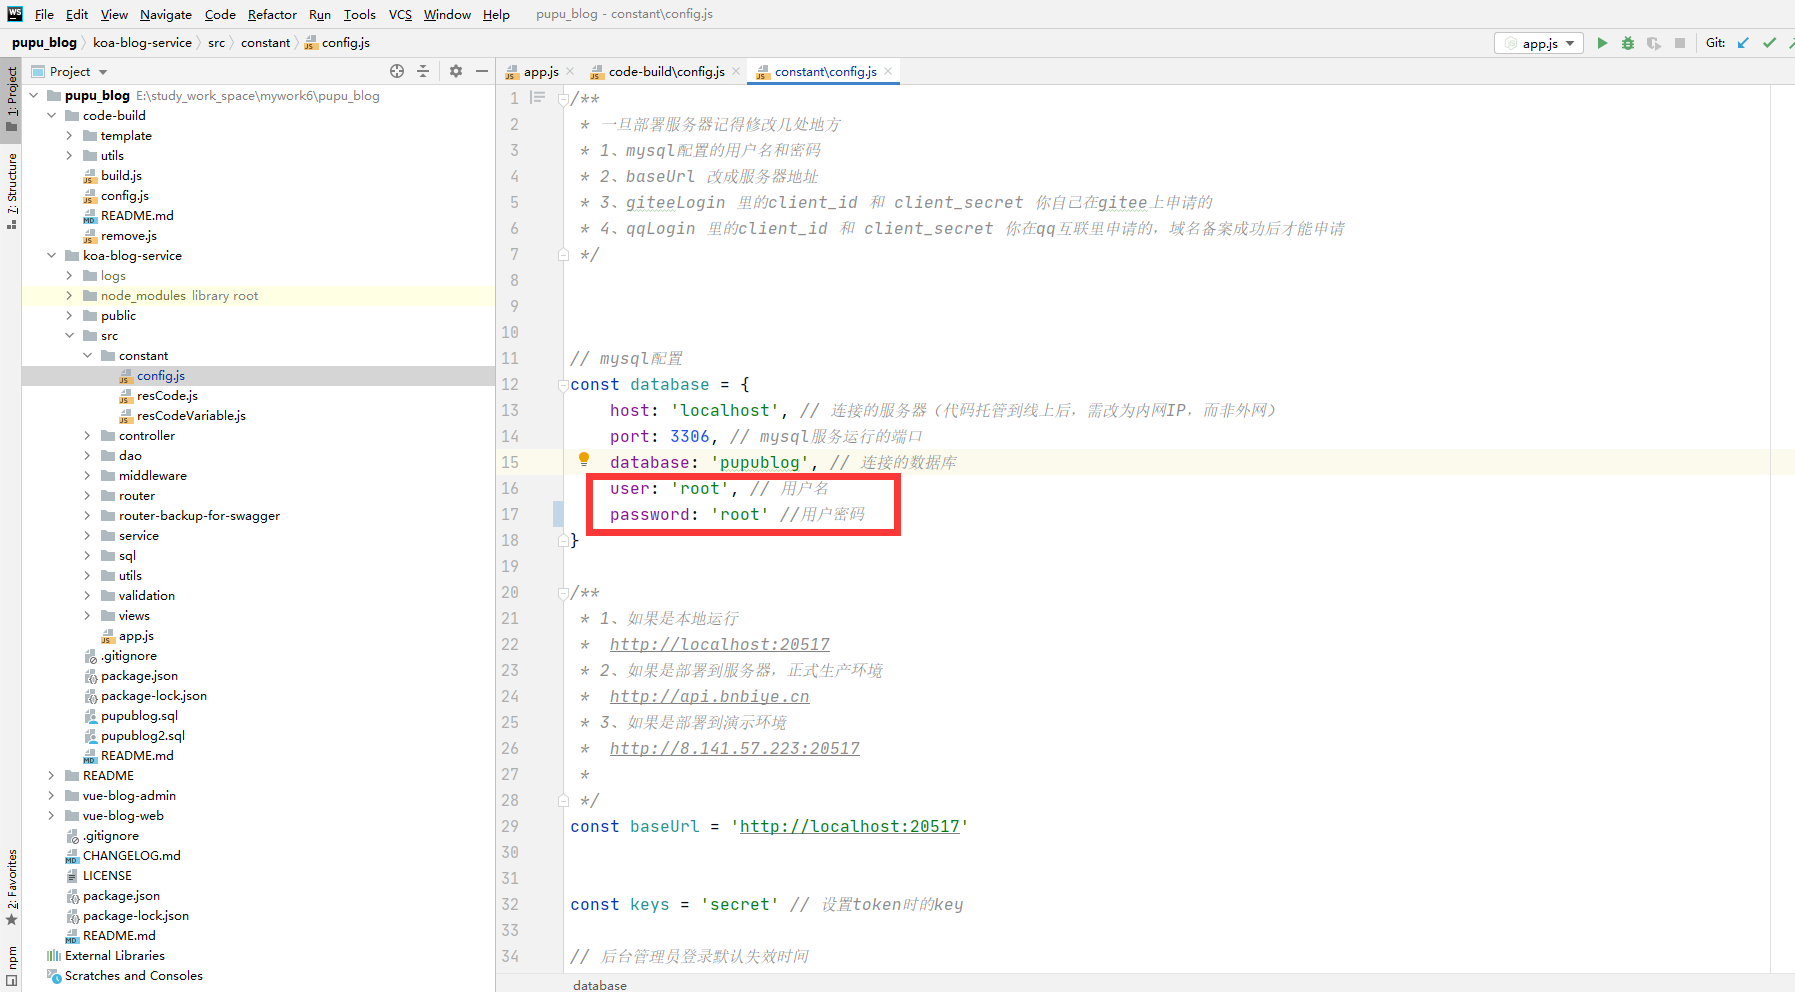 File Edit View Navigate Code Refactor Run Tools VCS Window Help pupu_blog - constant\config.js
pupu_blog koa-blog-service src constant config.js app.js Git:
Project
app.js code-build\config.js constant\config.js
1: Project
7: Structure
2: Favorites
npm
pupu_blog E:\study_work_space\mywork6\pupu_blog
code-build
template
utils
build.js
config.js
README.md
remove.js
koa-blog-service
logs
node_modules library root
public
src
constant
config.js
resCode.js
resCodeVariable.js
controller
dao
middleware
router
router-backup-for-swagger
service
sql
utils
validation
views
app.js
.gitignore
package.json
package-lock.json
pupublog.sql
pupublog2.sql
README.md
README
vue-blog-admin
vue-blog-web
.gitignore
CHANGELOG.md
LICENSE
package.json
package-lock.json
README.md
External Libraries
Scratches and Consoles
1 /**
2 * 一旦部署服务器记得修改几处地方
3 * 1、mysql配置的用户名和密码
4 * 2、baseUrl 改成服务器地址
5 * 3、giteeLogin 里的client_id 和 client_secret 你自己在gitee上申请的
6 * 4、qqLogin 里的client_id 和 client_secret 你在qq互联里申请的，域名备案成功后才能申请
7 */
8
9
10
11 // mysql配置
12 const database = {
13 host: 'localhost', // 连接的服务器（代码托管到线上后，需改为内网IP，而非外网）
14 port: 3306, // mysql服务运行的端口
15 database: 'pupublog', // 连接的数据库
16 user: 'root', // 用户名
17 password: 'root' //用户密码
18 }
19
20 /**
21 * 1、如果是本地运行
22 * http://localhost:20517
23 * 2、如果是部署到服务器，正式生产环境
24 * http://api.bnbiye.cn
25 * 3、如果是部署到演示环境
26 * http://8.141.57.223:20517
27 *
28 */
29 const baseUrl = 'http://localhost:20517'
30
31
32 const keys = 'secret' // 设置token时的key
33
34 // 后台管理员登录默认失效时间
database